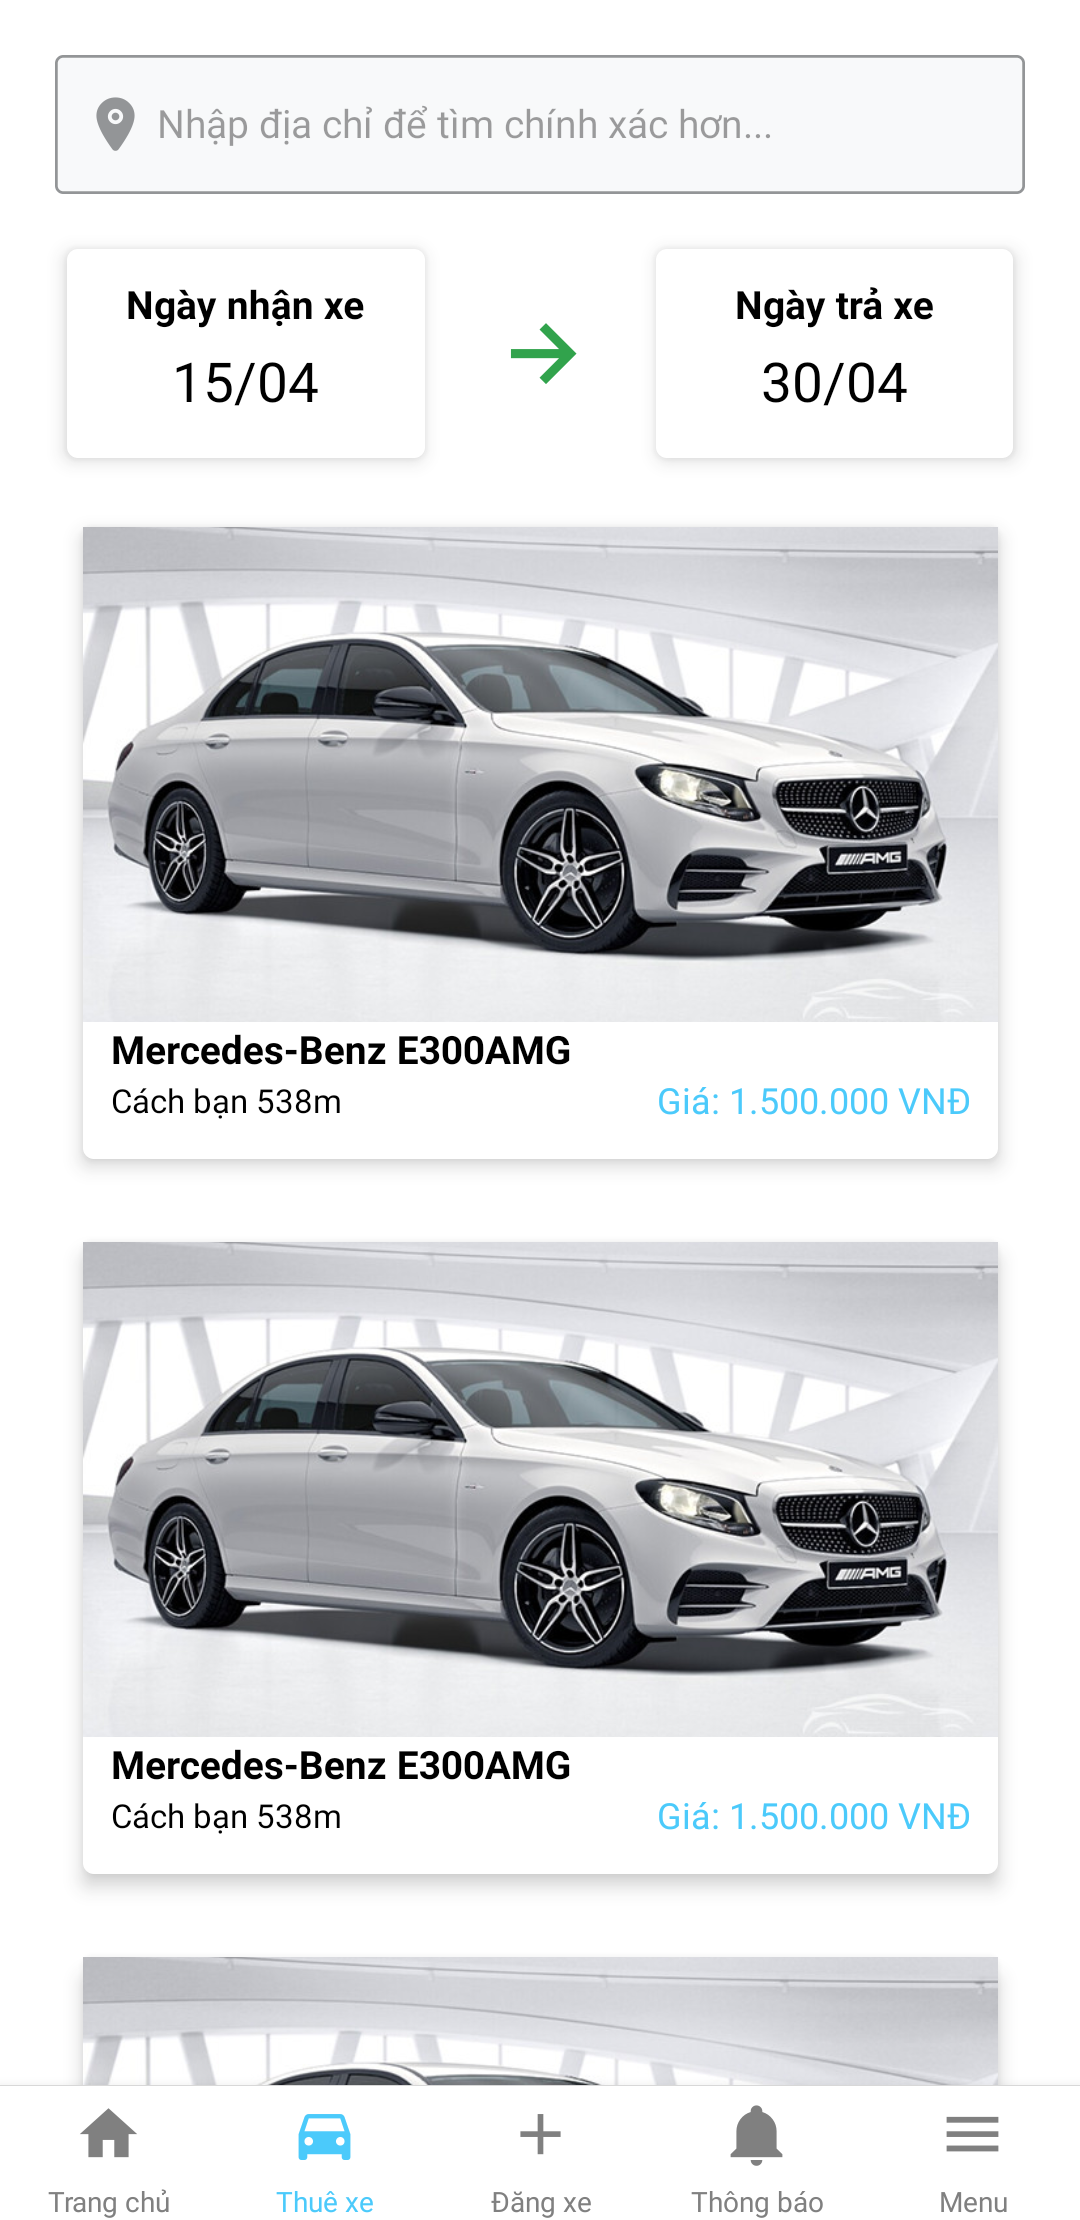 Nhập địa chỉ để tìm chính xác hơn...
Ngày nhận xe
15/04
Ngày trả xe
30/04
AMG
Mercedes-Benz E300AMG
Cách bạn 538m
Giá: 1.500.000 VNĐ
AMG
Mercedes-Benz E300AMG
Cách bạn 538m
Giá: 1.500.000 VNĐ
Trang chủ
Thuê xe
Đăng xe
Thông báo
Menu